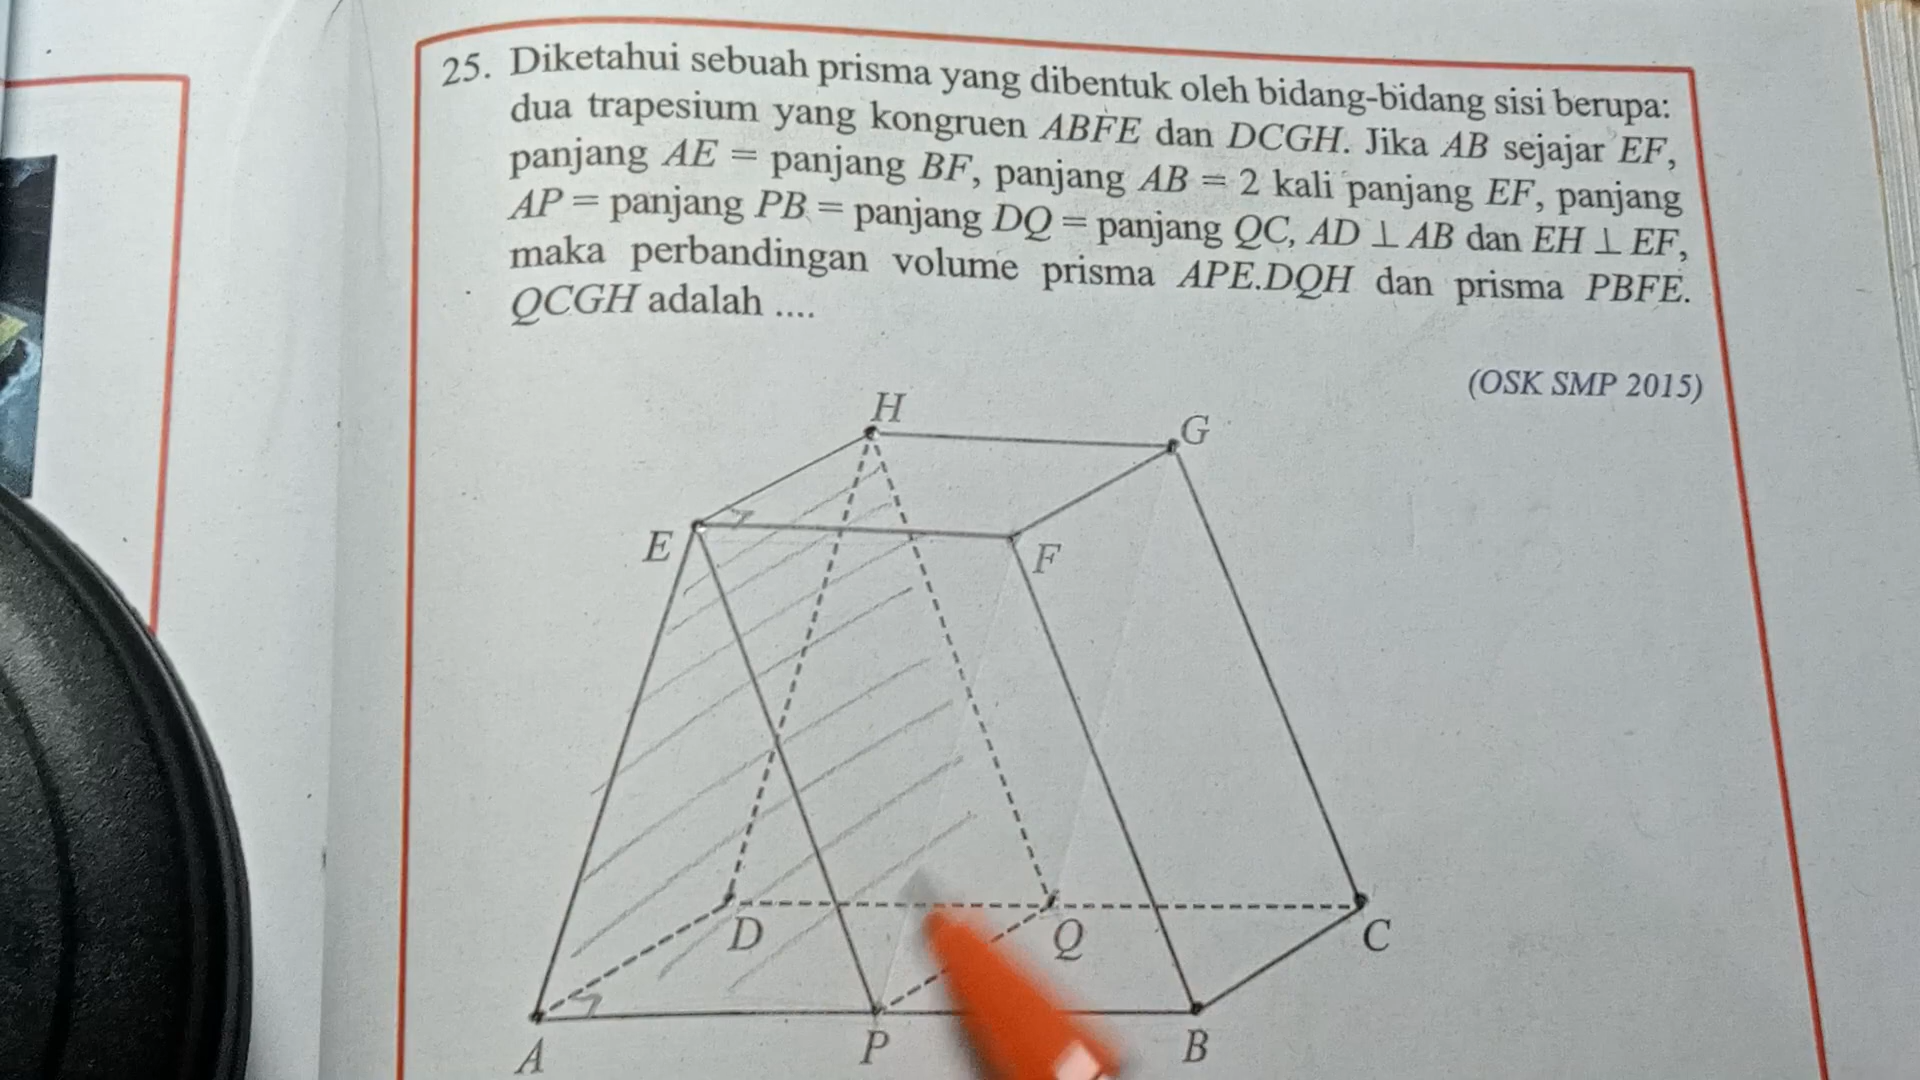 25. Diketahui sebuah prisma yang dibentuk oleh bidang-bidang sisi berupa:
dua trapesium yang kongruen ABFE dan DCGH. Jika AB sejajar EF,
panjang AE = panjang BF, panjang AB = 2 kali panjang EF, panjang
AP = panjang PB = panjang DQ = panjang QC, AD ⊥ AB dan EH ⊥ EF,
maka perbandingan volume prisma APE.DQH dan prisma PBFE.
QCGH adalah ....
(OSK SMP 2015)
H
G
E
F
D
Q
C
A
P
B